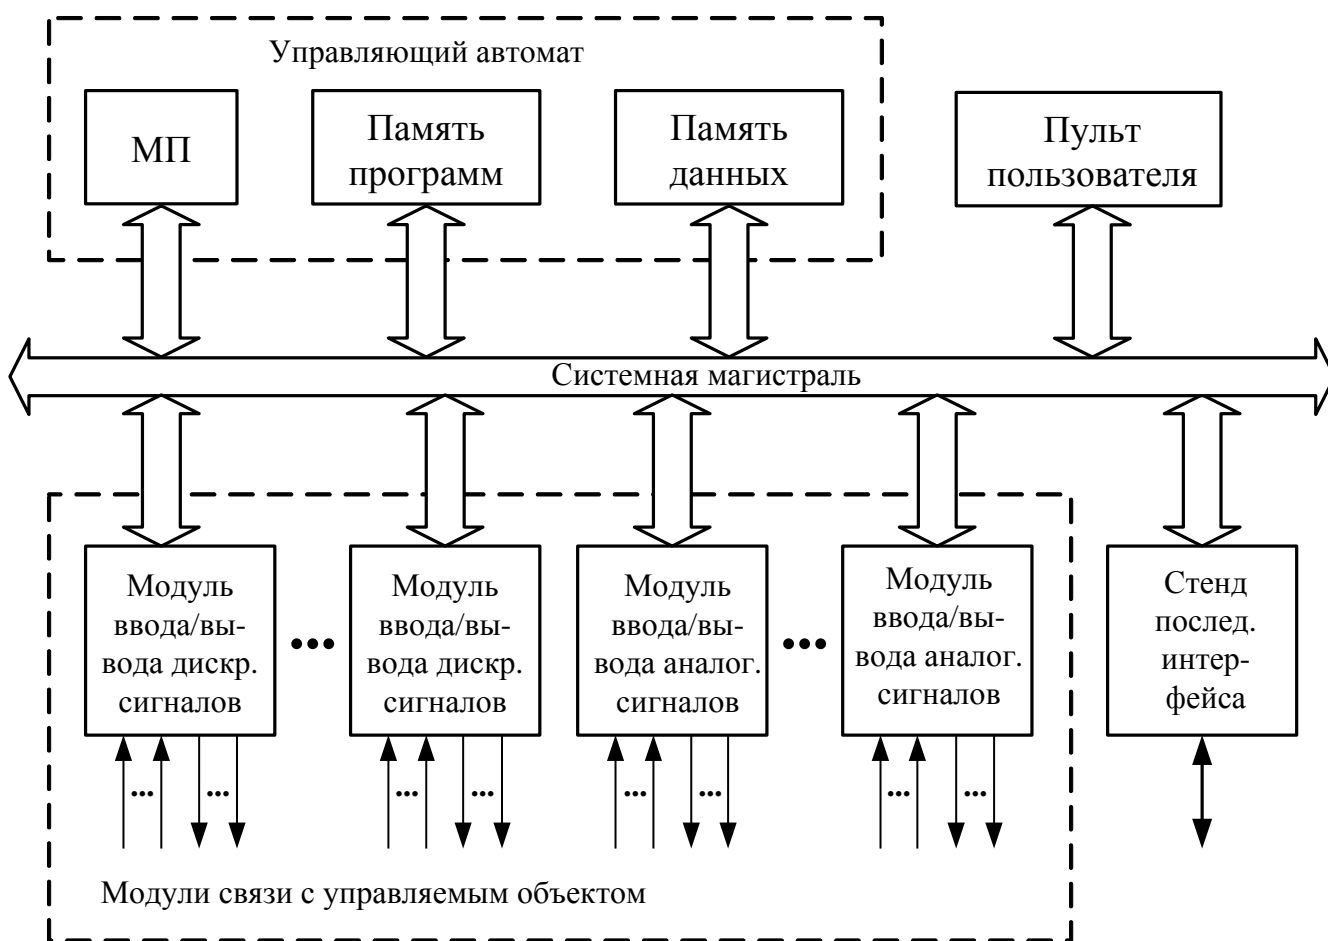 Управляющий автомат
МП
Память
программ
Память
данных
Пульт
пользователя
Системная магистраль
Модуль
ввода/вы-
вода дискр.
сигналов
Модуль
ввода/вы-
вода дискр.
сигналов
Модуль
ввода/вы-
вода аналог.
сигналов
Модуль
ввода/вы-
вода аналог.
сигналов
Стенд
послед.
интер-
фейса
Модули связи с управляемым объектом